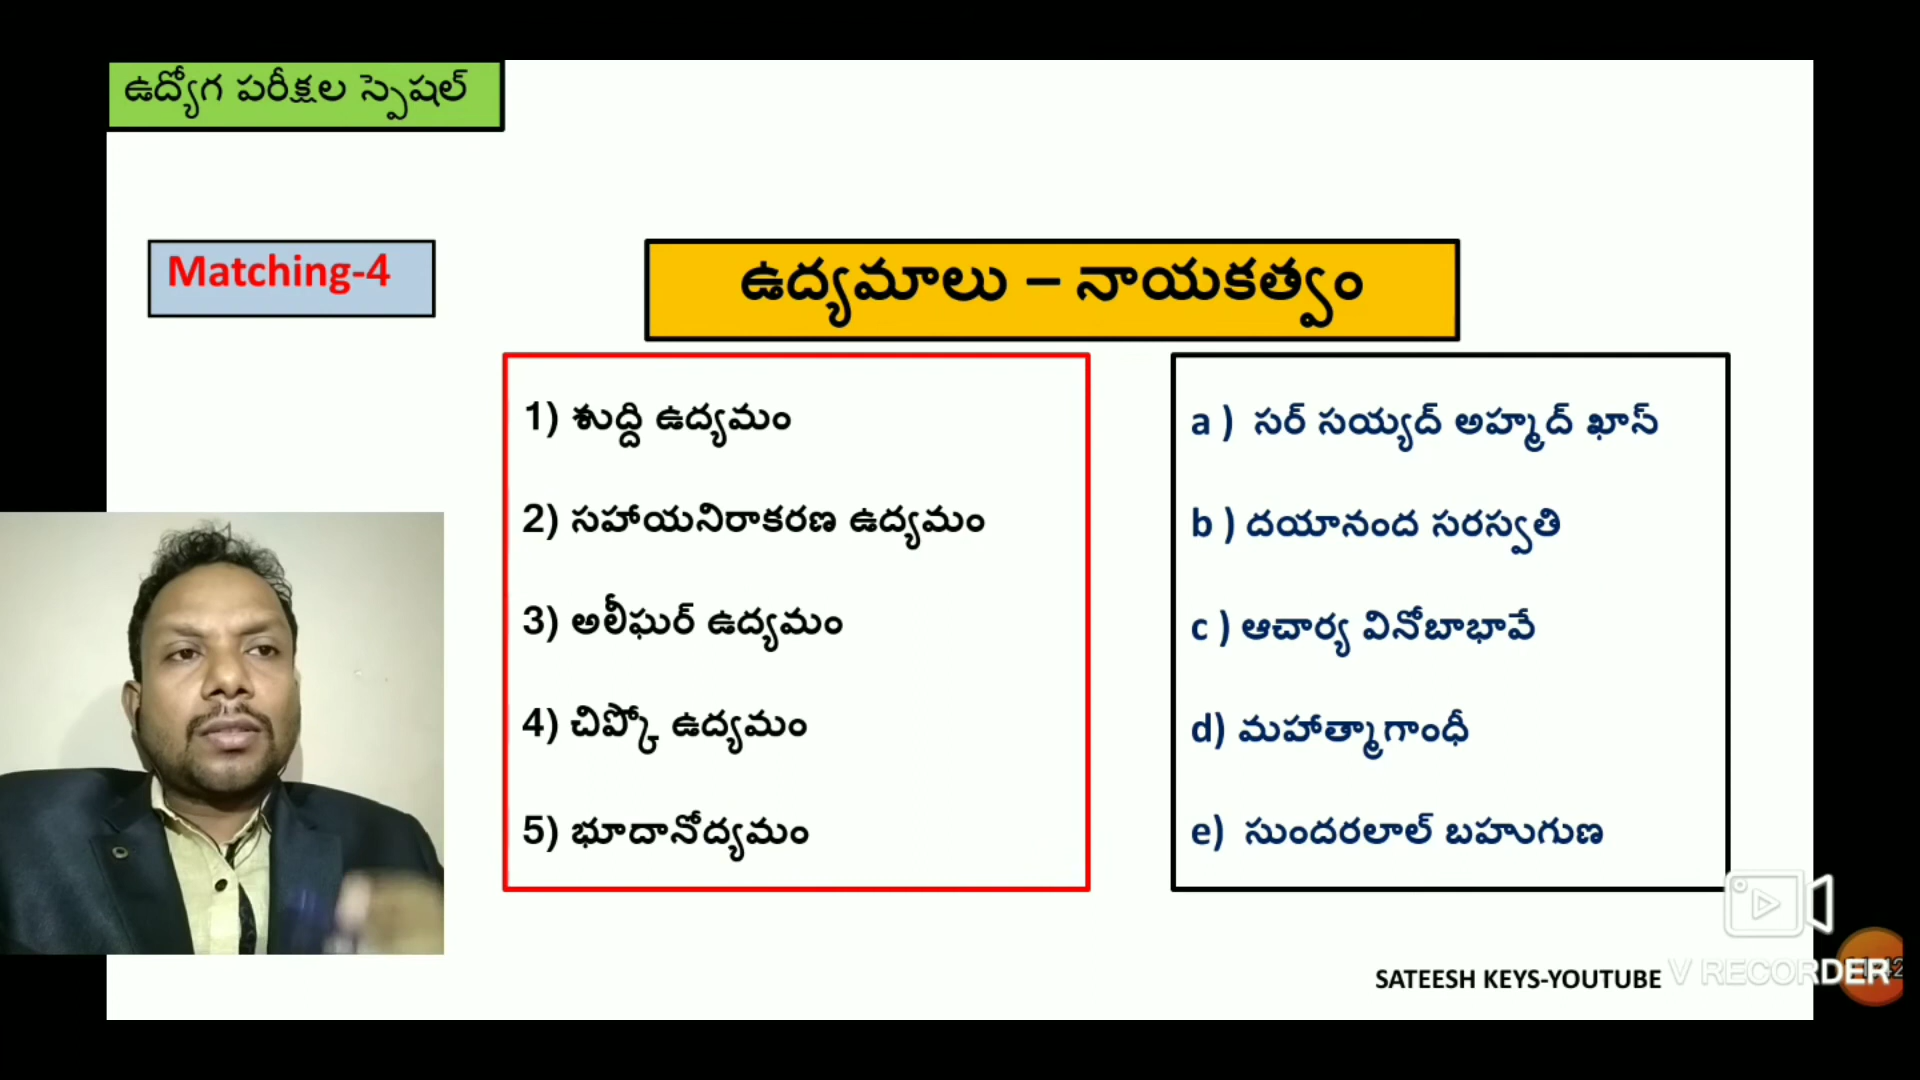 ఉద్యోగ పరీక్షల స్పెషల్
Matching-4
ఉద్యమాలు – నాయకత్వం
1) శుద్ధి ఉద్యమం
2) సహాయనిరాకరణ ఉద్యమం
3) అలీఘర్ ఉద్యమం
4) చిప్కో ఉద్యమం
5) భూదానోద్యమం
a ) సర్ సయ్యద్ అహ్మద్ ఖాన్
b ) దయానంద సరస్వతి
c ) ఆచార్య వినోబాభావే
d) మహాత్మాగాంధీ
e) సుందరలాల్ బహుగుణ
SATEESH KEYS-YOUTUBE
V RECORDER